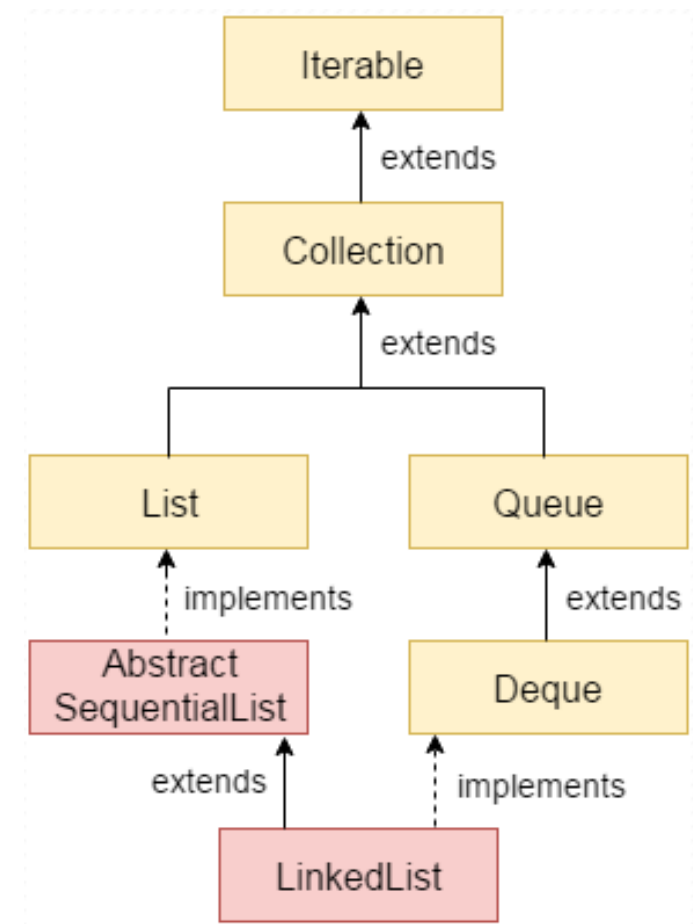 Iterable
extends
Collection
extends
List
Queue
implements
extends
Abstract
SequentialList
Deque
extends
implements
LinkedList